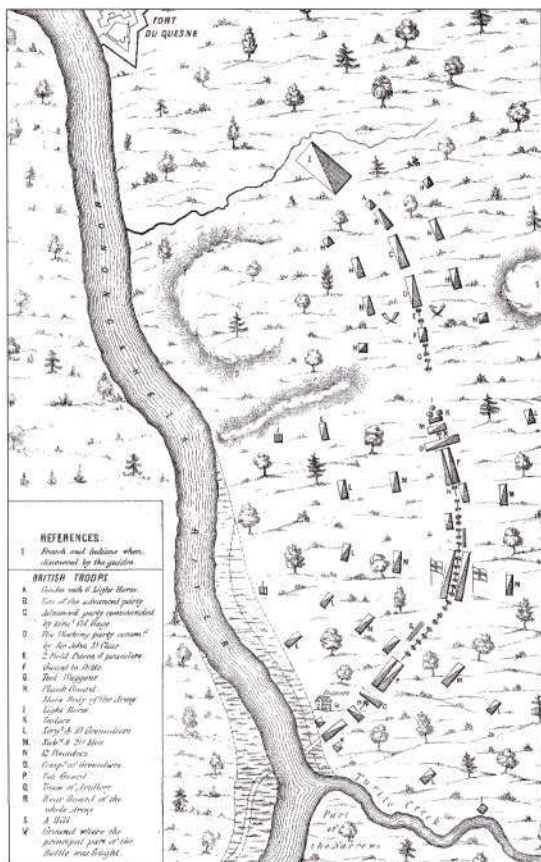 FORT
DU QUESNE
MONONGAHELA RIVER
REFERENCES.
1 French and Indians when
discovered by the guides
BRITISH TROOPS
A. Guides with 6 Light Horse
B. Van of the advanced party
C. Advanced party commanded
by Lieut. Col. Gage
D. The Working party comm.d
by Sir John St Clair
E. 2 Field Pieces, 6 pounders
F. Guard to Ditto
G. Tool Waggons
H. Flank Guard
Main Body of the Army
I. Light Horse
K. Sailors
L. Serg.t & 10 Grenadiers
M. Sub.n & 20 Men
N. 12 Pounders
O. Comp.y of Grenadiers
P. Van Guard
Q. Train of Artillery
R. Rear Guard of the
whole Army
S. A Hill
Ground where the
principal part of the
Battle was fought.
Turtle Creek
Part
of
the Narrows